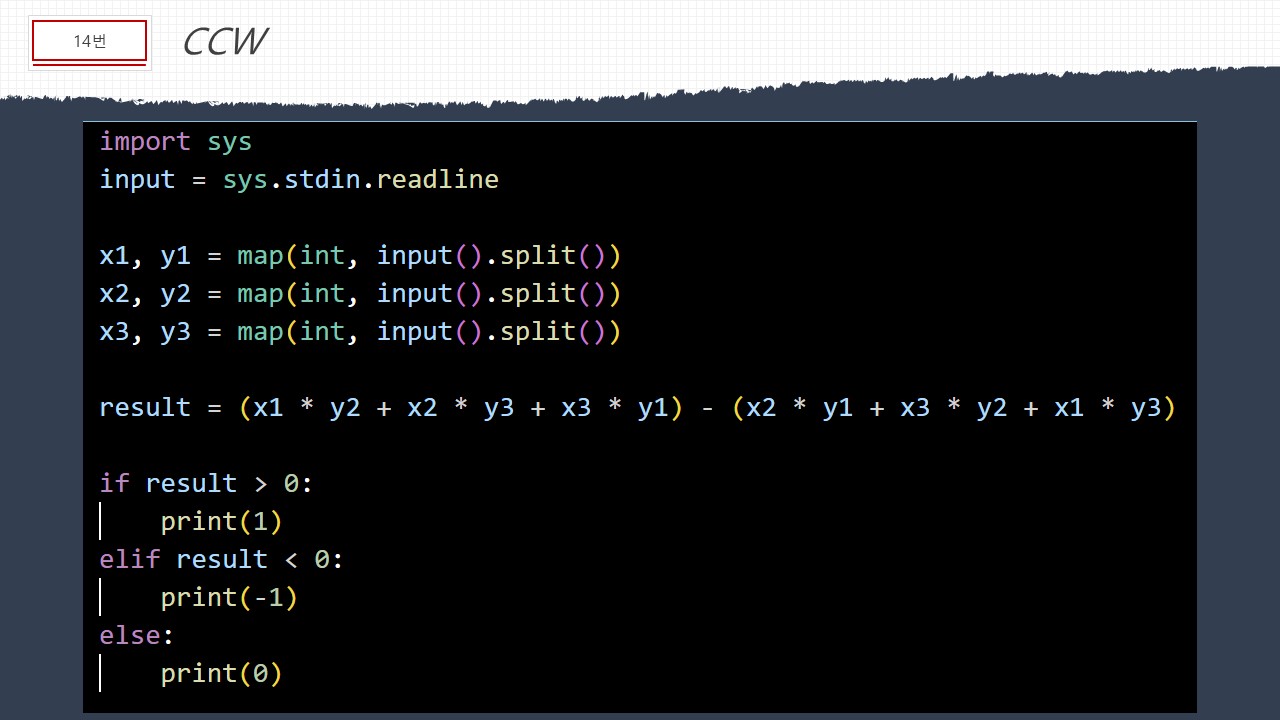 14번
CCW
import sys
input = sys.stdin.readline
x1, y1 = map(int, input().split())
x2, y2 = map(int, input().split())
x3, y3 = map(int, input().split())
result = (x1 * y2 + x2 * y3 + x3 * y1) - (x2 * y1 + x3 * y2 + x1 * y3)
if result > 0:
    print(1)
elif result < 0:
    print(-1)
else:
    print(0)